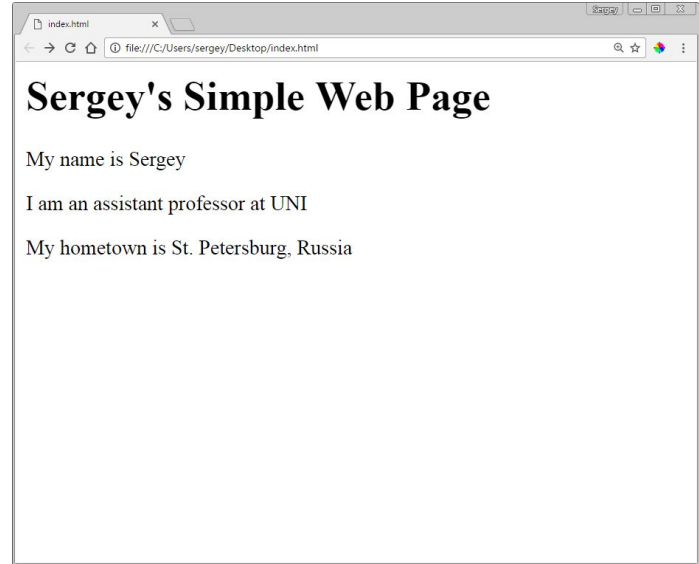 Sergey
index.html
file:///C:/Users/sergey/Desktop/index.html
Sergey's Simple Web Page
My name is Sergey
I am an assistant professor at UNI
My hometown is St. Petersburg, Russia